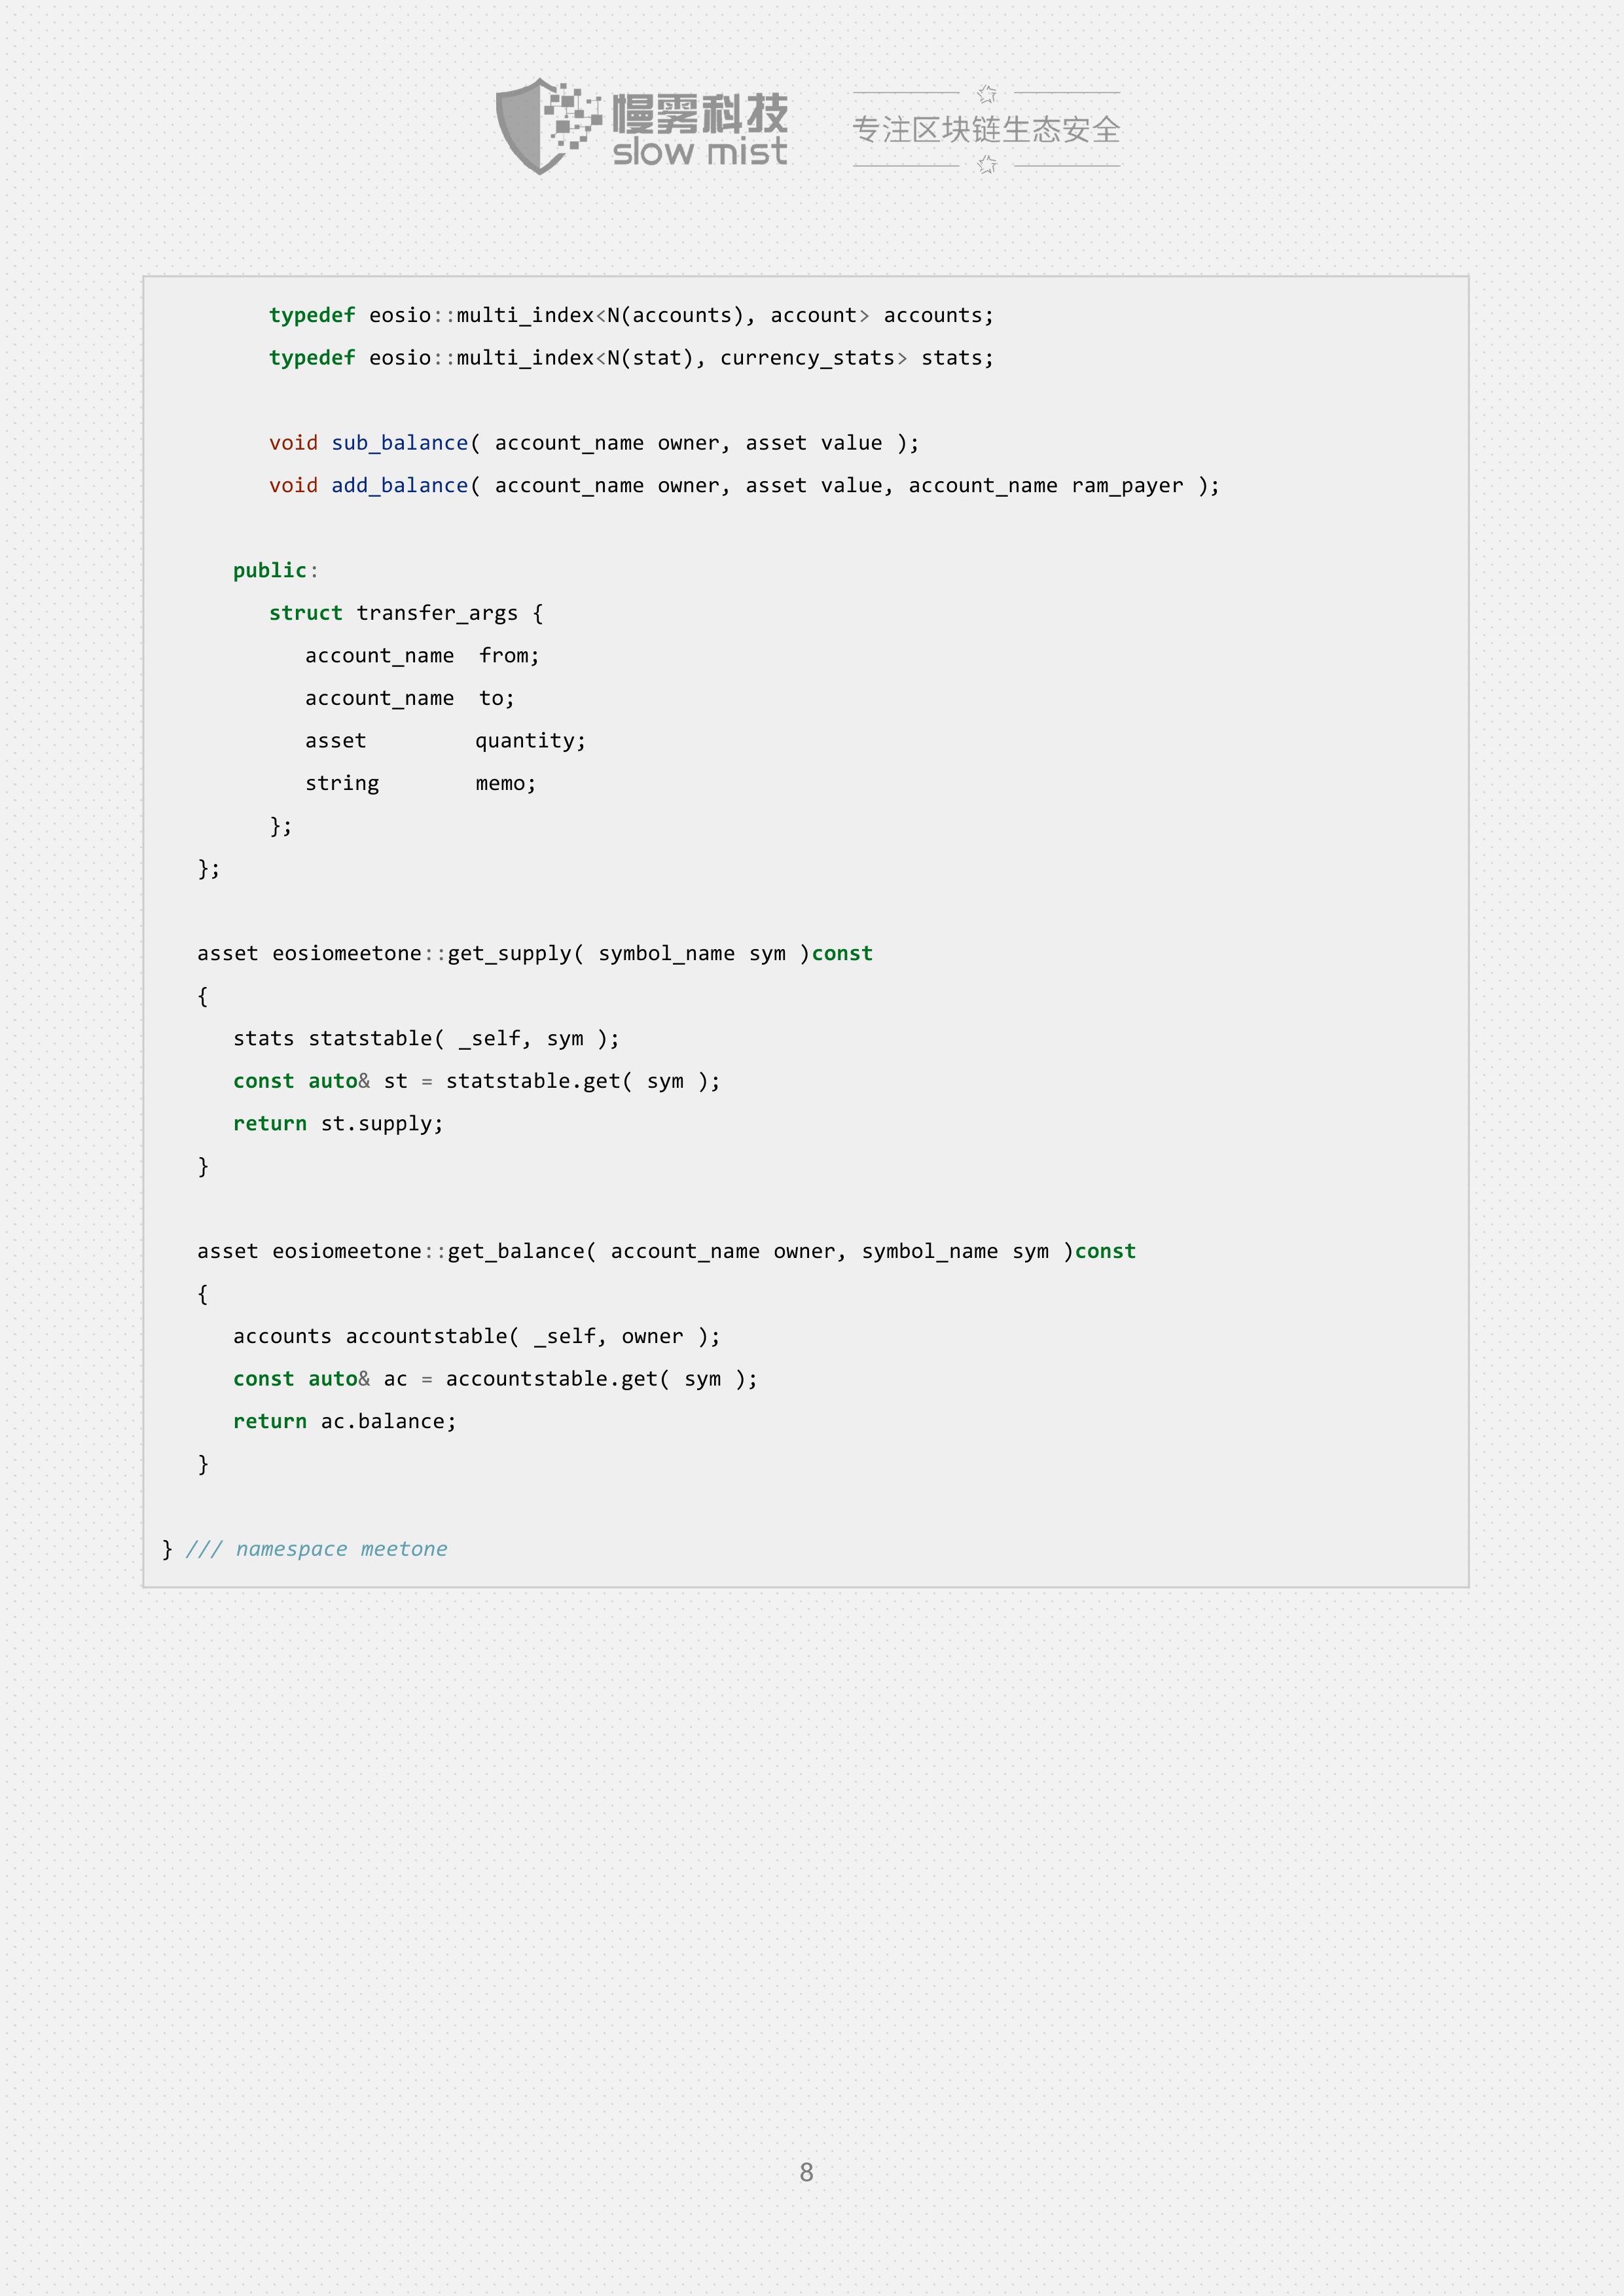 慢雾科技
slow mist
专注区块链生态安全
typedef eosio::multi_index<N(accounts), account> accounts;
typedef eosio::multi_index<N(stat), currency_stats> stats;
void sub_balance( account_name owner, asset value );
void add_balance( account_name owner, asset value, account_name ram_payer );
public:
struct transfer_args {
account_name  from;
account_name  to;
asset         quantity;
string        memo;
};
};
asset eosiomeetone::get_supply( symbol_name sym )const
{
stats statstable( _self, sym );
const auto& st = statstable.get( sym );
return st.supply;
}
asset eosiomeetone::get_balance( account_name owner, symbol_name sym )const
{
accounts accountstable( _self, owner );
const auto& ac = accountstable.get( sym );
return ac.balance;
}
} /// namespace meetone
8